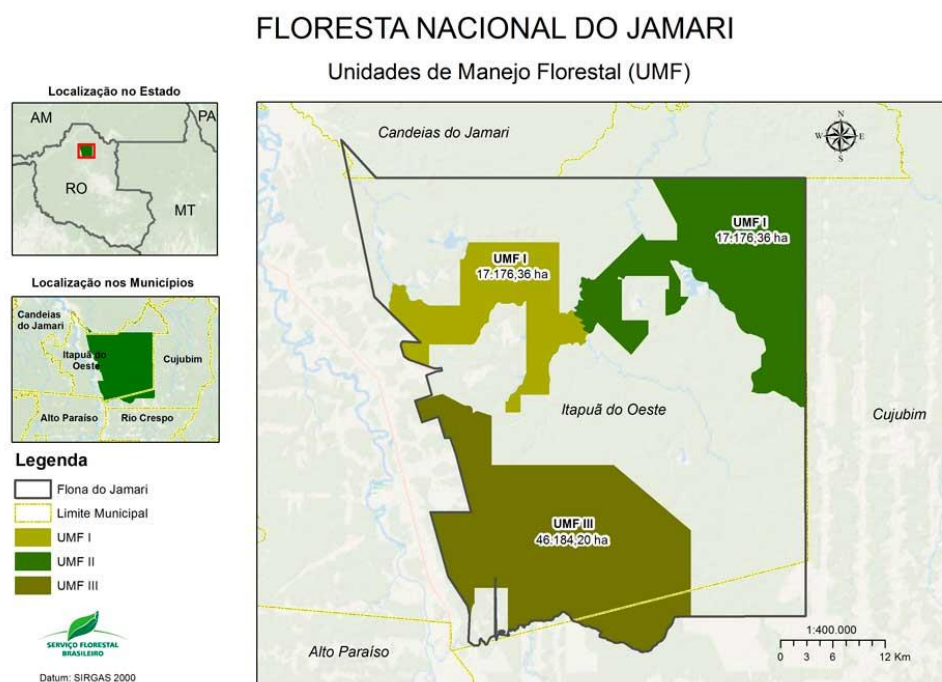 FLORESTA NACIONAL DO JAMARI
Unidades de Manejo Florestal (UMF)
Localização no Estado
AM
PA
RO
MT
Localização nos Municípios
Candeias
do Jamari
Itapuã do
Oeste
Cujubim
Alto Paraíso
Rio Crespo
Legenda
Flona do Jamari
Limite Municipal
UMF I
UMF II
UMF III
SERVIÇO FLORESTAL
BRASILEIRO
Datum: SIRGAS 2000
Candeias do Jamari
N
W E
S
UMF I
17.176,36 ha
UMF I
17.176,36 ha
Itapuã do Oeste
Cujubim
UMF III
46.184,20 ha
Alto Paraíso
1:400.000
0 3 6 12 Km